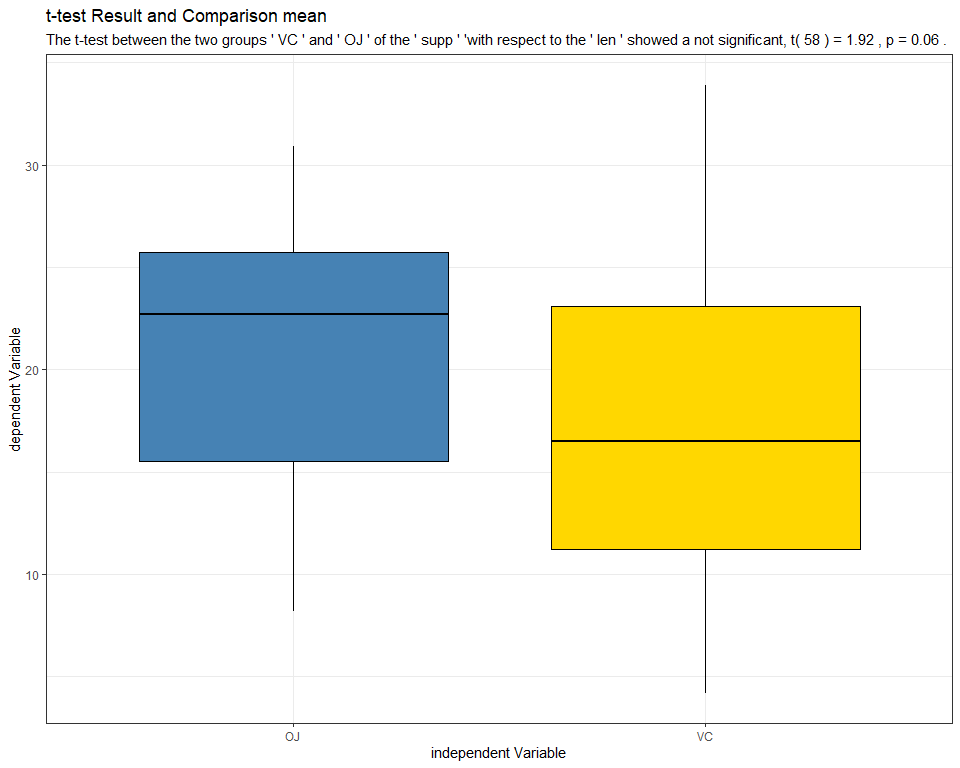 t-test Result and Comparison mean
The t-test between the two groups ' VC ' and ' OJ ' of the ' supp ' 'with respect to the ' len ' showed a not significant, t( 58 ) = 1.92 , p = 0.06 .
30
20
10
dependent Variable
OJ
VC
independent Variable